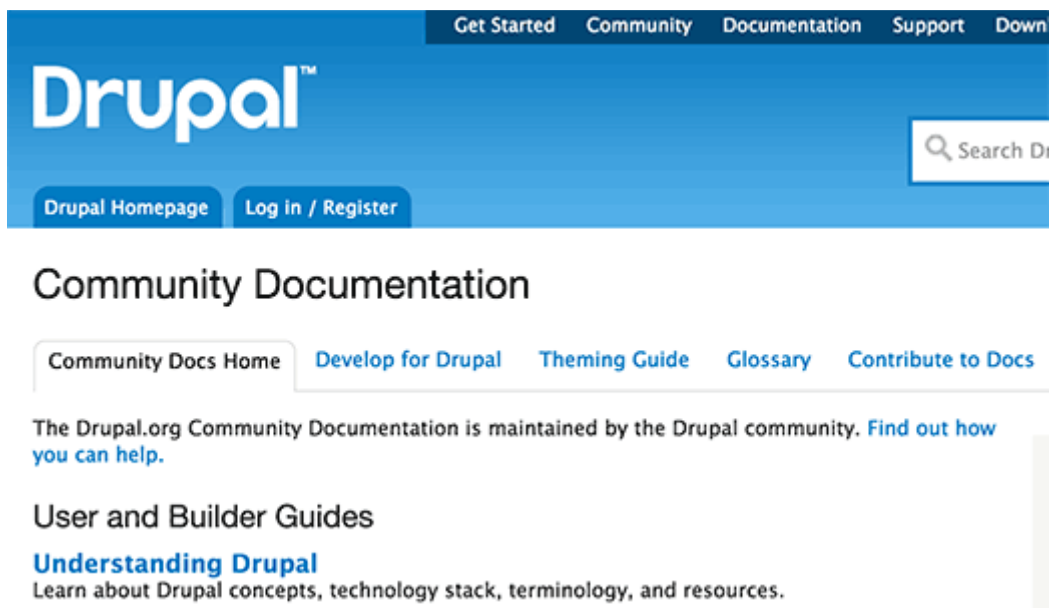 Get Started Community Documentation Support Down
Drupal™
Search Dr
Drupal Homepage Log in / Register
Community Documentation
Community Docs Home Develop for Drupal Theming Guide Glossary Contribute to Docs
The Drupal.org Community Documentation is maintained by the Drupal community. Find out how
you can help.
User and Builder Guides
Understanding Drupal
Learn about Drupal concepts, technology stack, terminology, and resources.